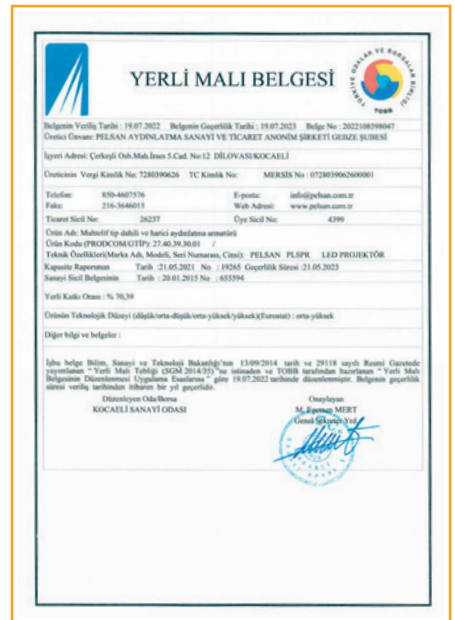 YERLİ MALI BELGESİ
TÜRKİYE ODALAR VE BORSALAR BİRLİĞİ
TOBB
Belgenin Veriliş Tarihi : 19.07.2022 Belgenin Geçerlilik Tarihi : 19.07.2023 Belge No : 2022108598047
Üretici Ünvanı: PELSAN AYDINLATMA SANAYİ VE TİCARET ANONİM ŞİRKETİ GEBZE ŞUBESİ
İşyeri Adresi: Çerkeşli Osb.Mah.İmes 5.Cad. No:12 DİLOVASI/KOCAELİ
Üreticinin Vergi Kimlik No: 7280390626 TC Kimlik No: MERSİS No : 0728039062600001
Telefon: 850-4607576 E-posta: info@pelsan.com.tr
Faks: 216-3646015 Web Adresi: www.pelsan.com.tr
Ticaret Sicil No: 26237 Üye Sicil No: 4399
Ürün Adı: Muhtelif tip dahili ve harici aydınlatma armatürü
Ürün Kodu (PRODCOM/GTİP): 27.40.39.30.01 /
Teknik Özellikleri(Marka Adı, Modeli, Seri Numarası, Cinsi): PELSAN PLSPR LED PROJEKTÖR
Kapasite Raporunun Tarih :21.05.2021 No : 19265 Geçerlilik Süresi :21.05.2023
Sanayi Sicil Belgesinin Tarih : 20.01.2015 No : 655594
Yerli Katkı Oranı : % 70,39
Ürünün Teknolojik Düzeyi (düşük/orta-düşük/orta-yüksek/yüksek)(Eurostat) : orta-yüksek
Diğer bilgi ve belgeler :
İşbu belge Bilim, Sanayi ve Teknoloji Bakanlığı'nın 13/09/2014 tarih ve 29118 sayılı Resmi Gazetede
yayımlanan " Yerli Malı Tebliği (SGM 2014/35) "ne istinaden ve TOBB tarafından hazırlanan " Yerli Malı
Belgesinin Düzenlenmesi Uygulama Esaslarına " göre 19.07.2022 tarihinde düzenlenmiştir. Belgenin geçerlilik
süresi veriliş tarihinden itibaren bir yıl geçerlidir.
Düzenleyen Oda/Borsa Onaylayan
KOCAELİ SANAYİ ODASI MERT
Genel Sekreter Yrd.